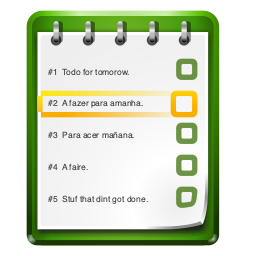 #1 Todo for tomorow.
#2 A fazer para amanha.
#3 Para acer mañana.
#4 A faire.
#5 Stuf that dint got done.